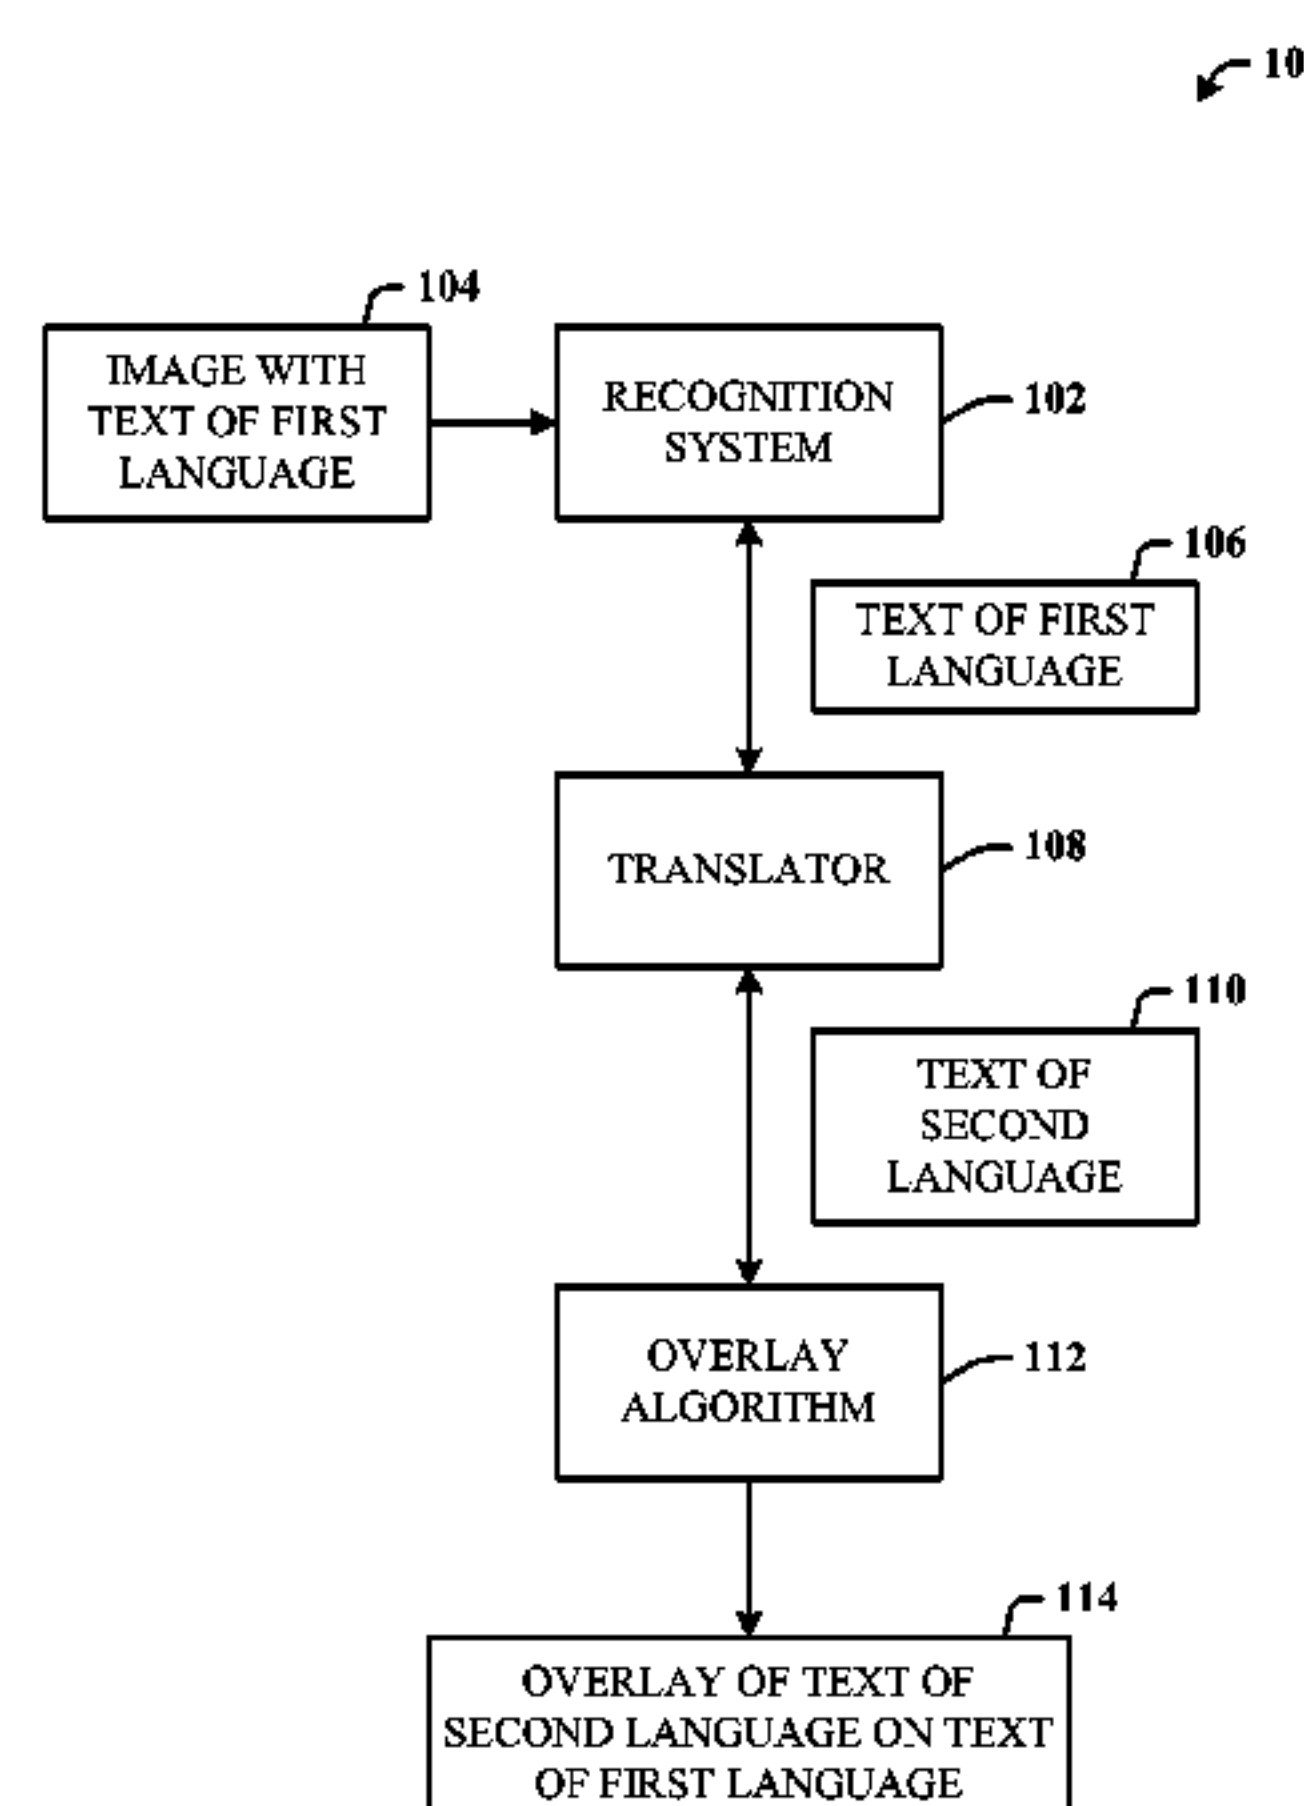 10
104
IMAGE WITH
TEXT OF FIRST
LANGUAGE
RECOGNITION
SYSTEM
102
106
TEXT OF FIRST
LANGUAGE
TRANSLATOR
108
110
TEXT OF
SECOND
LANGUAGE
OVERLAY
ALGORITHM
112
114
OVERLAY OF TEXT OF
SECOND LANGUAGE ON TEXT
OF FIRST LANGUAGE